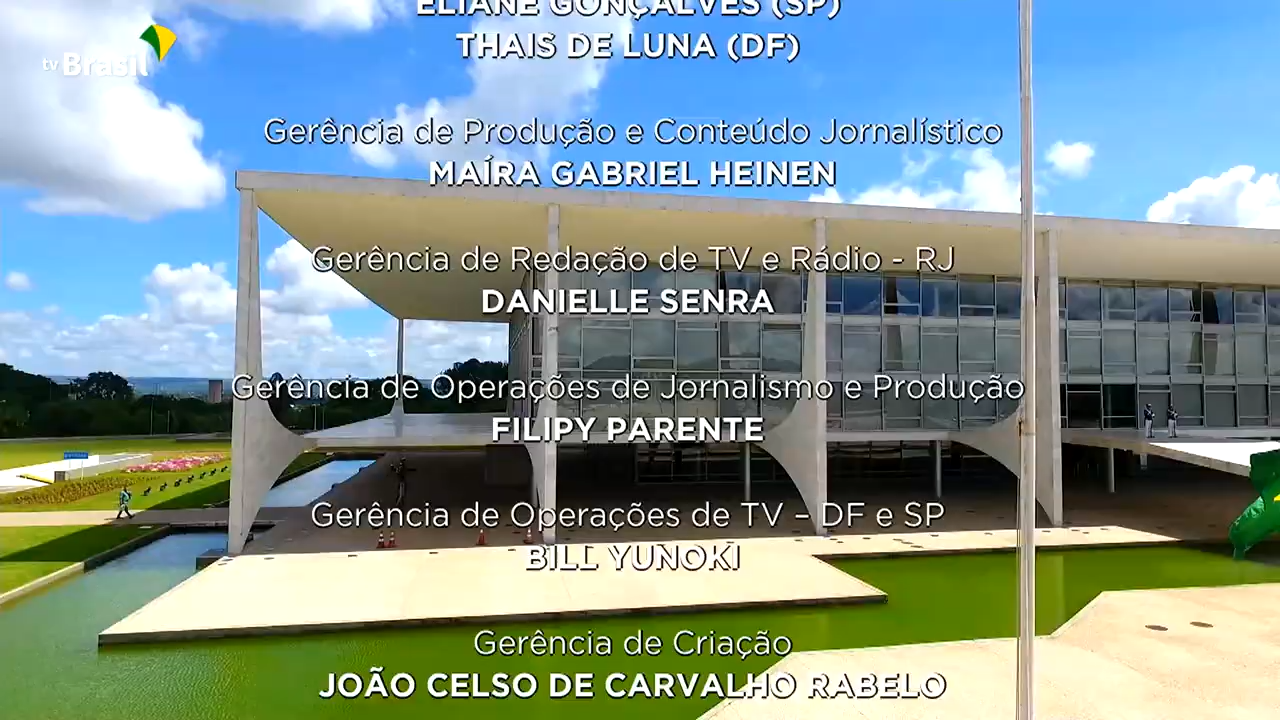 ELIANE GONÇALVES (SP)
tv Brasil
THAIS DE LUNA (DF)
Gerência de Produção e Conteúdo Jornalístico
MAÍRA GABRIEL HEINEN
Gerência de Redação de TV e Rádio - RJ
DANIELLE SENRA
Gerência de Operações de Jornalismo e Produção
FILIPY PARENTE
Gerência de Operações de TV – DF e SP
BILL YUNOKI
Gerência de Criação
JOÃO CELSO DE CARVALHO RABELO